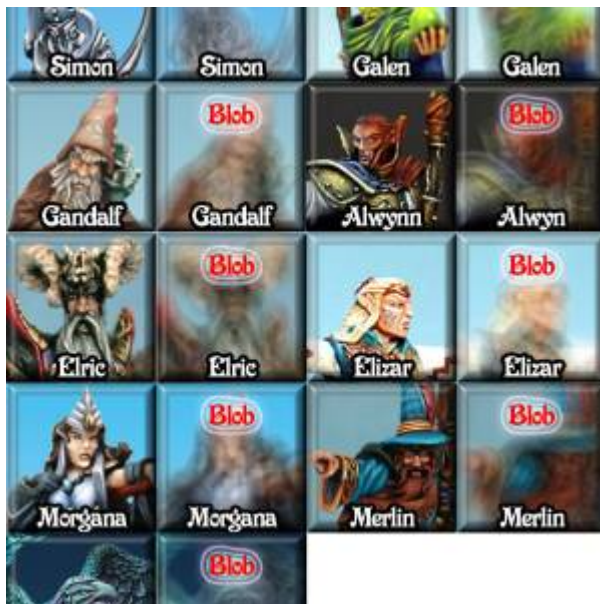 Simon Simon Galen Galen
Blob Blob
Gandalf Gandalf Alwynn Alwyn
Blob Blob
Elric Elric Elizar Elizar
Blob Blob
Morgana Morgana Merlin Merlin
Blob